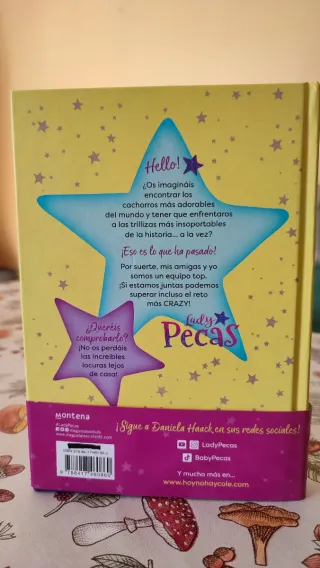 Hello!
¿Os imagináis
encontrar los
cachorros más adorables
del mundo y tener que enfrentaros
a las trillizas más insoportables
de la historia... a la vez?
¡Eso es lo que ha pasado!
Por suerte, mis amigas y yo
somos un equipo top.
¡Si estamos juntas podemos
superar incluso el reto
más CRAZY!
Lady
Pecas
¿Queréis
comprobarlo?
¡No os perdáis
las increíbles
locuras lejos
de casa!
montena
#LadyPecas
¡Sigue a Daniela Haack en sus redes sociales!
LadyPecas
BabyPecas
Y mucho más en...
www.hoynohaycole.com